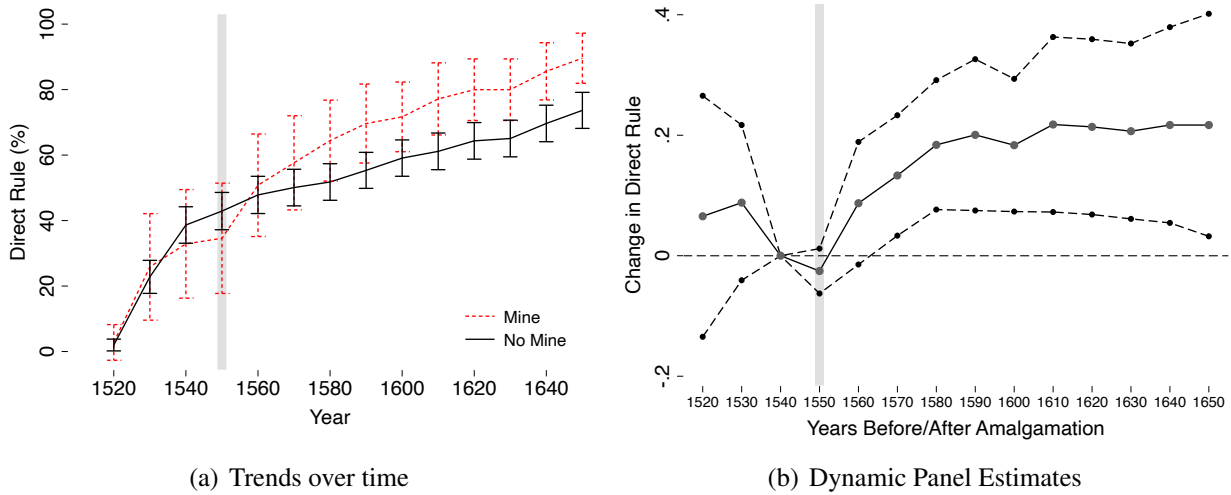 100
80
60
40
20
0
Direct Rule (%)
Mine
No Mine
1520 1540 1560 1580 1600 1620 1640
Year
(a) Trends over time
.4
.2
0
-.2
Change in Direct Rule
1520 1530 1540 1550 1560 1570 1580 1590 1600 1610 1620 1630 1640 1650
Years Before/After Amalgamation
(b) Dynamic Panel Estimates